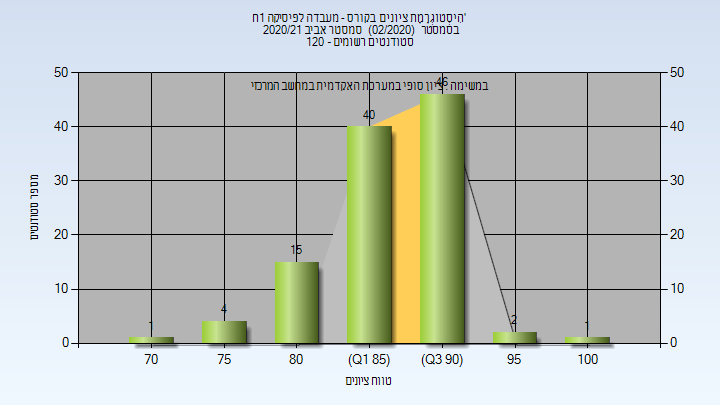 היסטוגרמת ציונים בקורס - מעבדה לפיסיקה 1ח'
בסמסטר (02/2020) סמסטר אביב 2020/21
סטודנטים רשומים - 120
במשימה ציון סופי במערכת האקדמית במחשב המרכזי
50 50
46
40 40 40
30 30
מספר סטודנטים
20 20
15
10 10
1 4 2 1
0 0
70 75 80 (Q1 85) (Q3 90) 95 100
טווח ציונים